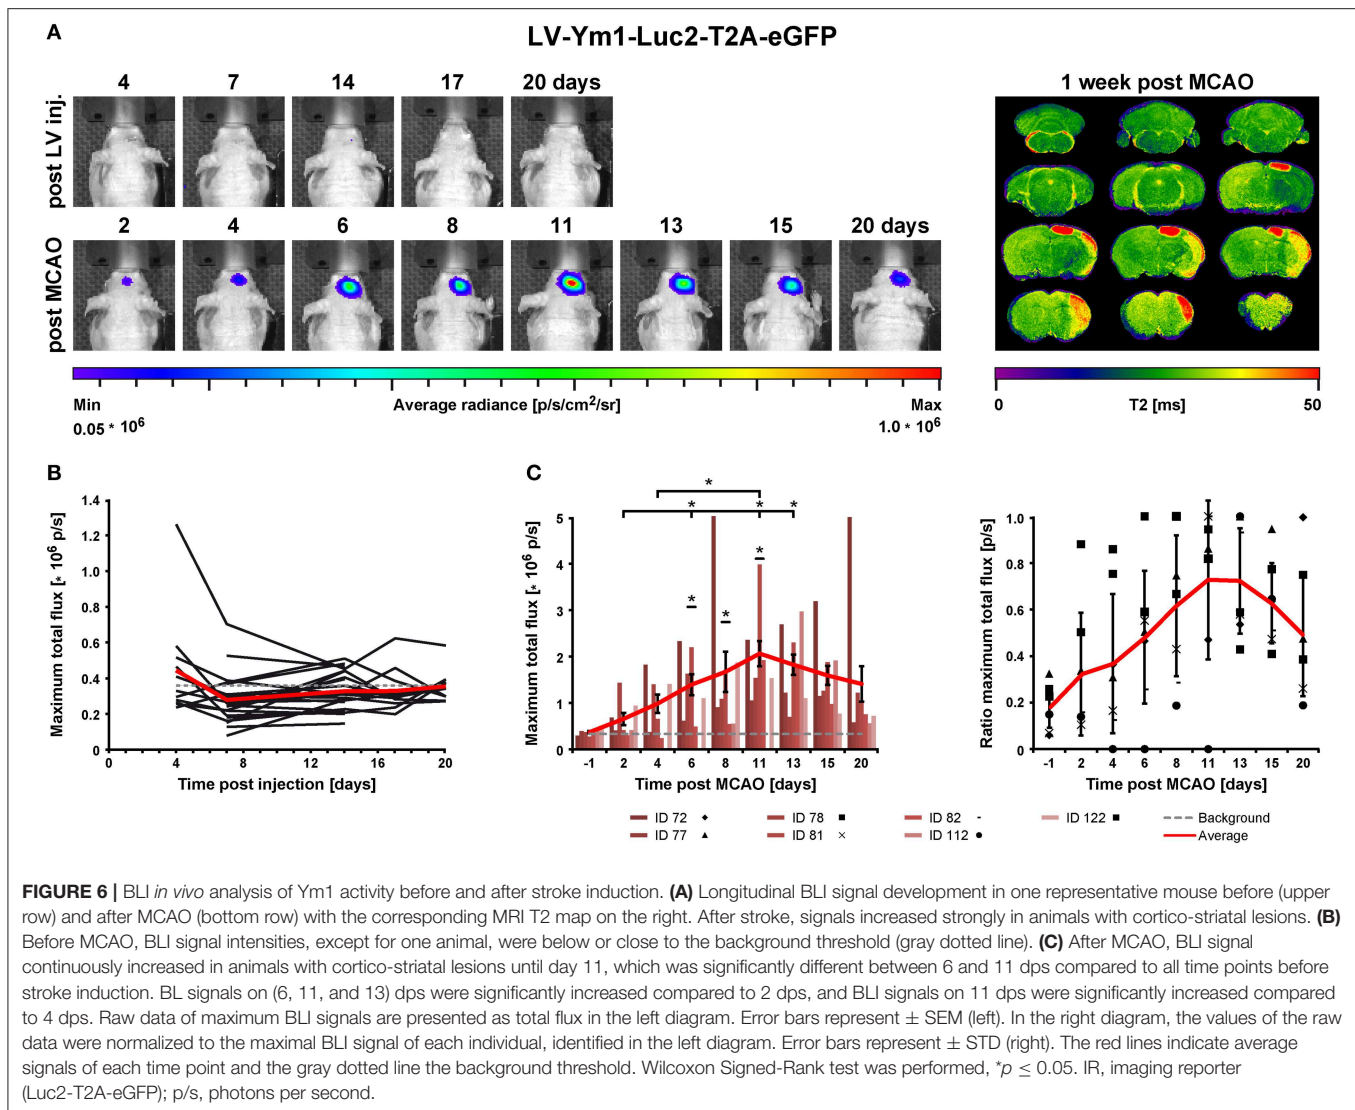 A
LV-Ym1-Luc2-T2A-eGFP
4 7 14 17 20 days
1 week post MCAO
post LV inj.
2 4 6 8 11 13 15 20 days
post MCAO
Min Average radiance [p/s/cm²/sr] Max
0.05 * 10⁶ 1.0 * 10⁶
0 T2 [ms] 50
B
Maximum total flux [* 10⁶ p/s]
1.4
1.2
1.0
0.8
0.6
0.4
0.2
0
0 4 8 12 16 20
Time post injection [days]
C
Maximum total flux [* 10⁶ p/s]
*
* * *
*
* *
5
4
3
2
1
0
-1 2 4 6 8 11 13 15 20
Time post MCAO [days]
Ratio maximum total flux [p/s]
1.0
0.8
0.6
0.4
0.2
0
-1 2 4 6 8 11 13 15 20
Time post MCAO [days]
ID 72 ID 78 ID 82 ID 122 Background
ID 77 ID 81 ID 112 Average
FIGURE 6 | BLI in vivo analysis of Ym1 activity before and after stroke induction. (A) Longitudinal BLI signal development in one representative mouse before (upper
row) and after MCAO (bottom row) with the corresponding MRI T2 map on the right. After stroke, signals increased strongly in animals with cortico-striatal lesions. (B)
Before MCAO, BLI signal intensities, except for one animal, were below or close to the background threshold (gray dotted line). (C) After MCAO, BLI signal
continuously increased in animals with cortico-striatal lesions until day 11, which was significantly different between 6 and 11 dps compared to all time points before
stroke induction. BL signals on (6, 11, and 13) dps were significantly increased compared to 2 dps, and BLI signals on 11 dps were significantly increased compared
to 4 dps. Raw data of maximum BLI signals are presented as total flux in the left diagram. Error bars represent ± SEM (left). In the right diagram, the values of the raw
data were normalized to the maximal BLI signal of each individual, identified in the left diagram. Error bars represent ± STD (right). The red lines indicate average
signals of each time point and the gray dotted line the background threshold. Wilcoxon Signed-Rank test was performed, *p ≤ 0.05. IR, imaging reporter
(Luc2-T2A-eGFP); p/s, photons per second.